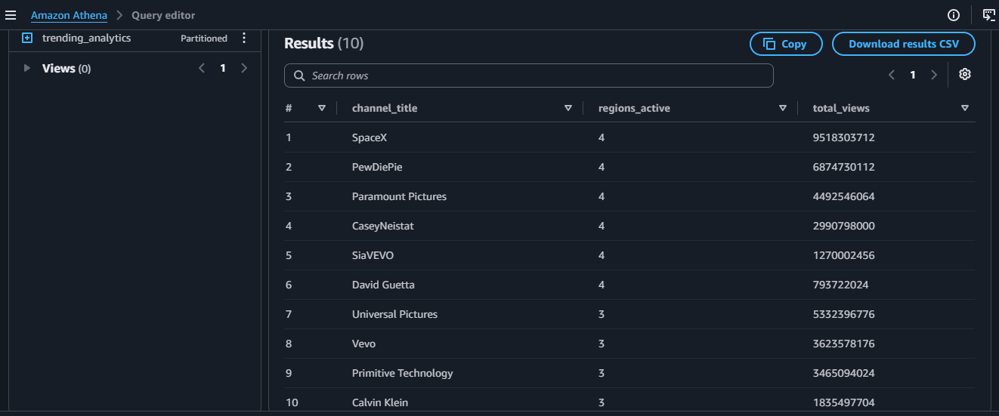 Amazon Athena > Query editor
trending_analytics Partitioned
Views (0) 1
Results (10) Copy Download results CSV
Search rows 1
# channel_title regions_active total_views
1 SpaceX 4 9518303712
2 PewDiePie 4 6874730112
3 Paramount Pictures 4 4492546064
4 CaseyNeistat 4 2990798000
5 SiaVEVO 4 1270002456
6 David Guetta 4 793722024
7 Universal Pictures 3 5332396776
8 Vevo 3 3623578176
9 Primitive Technology 3 3465094024
10 Calvin Klein 3 1835497704